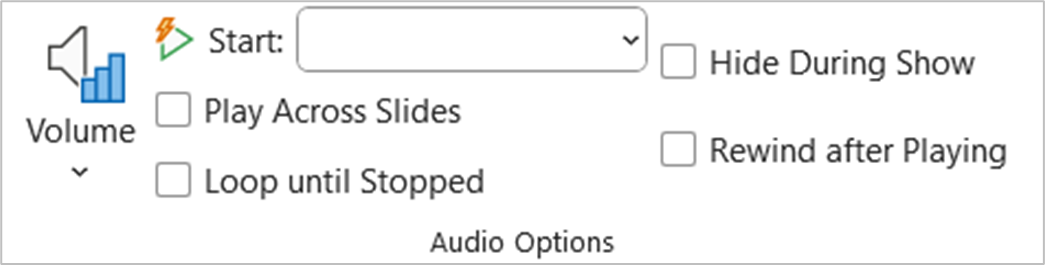 Volume
Start:
Play Across Slides
Loop until Stopped
Hide During Show
Rewind after Playing
Audio Options